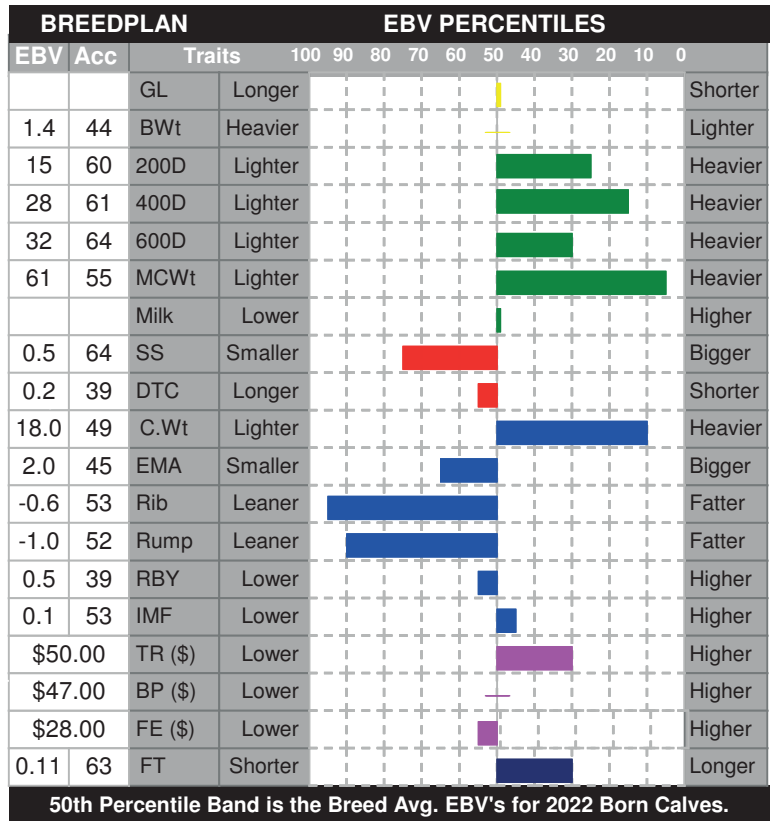 BREEDPLAN EBV PERCENTILES
EBV Acc Traits 100 90 80 70 60 50 40 30 20 10 0
GL Longer Shorter
1.4 44 BWt Heavier Lighter
15 60 200D Lighter Heavier
28 61 400D Lighter Heavier
32 64 600D Lighter Heavier
61 55 MCWt Lighter Heavier
Milk Lower Higher
0.5 64 SS Smaller Bigger
0.2 39 DTC Longer Shorter
18.0 49 C.Wt Lighter Heavier
2.0 45 EMA Smaller Bigger
-0.6 53 Rib Leaner Fatter
-1.0 52 Rump Leaner Fatter
0.5 39 RBY Lower Higher
0.1 53 IMF Lower Higher
$50.00 TR ($) Lower Higher
$47.00 BP ($) Lower Higher
$28.00 FE ($) Lower Higher
0.11 63 FT Shorter Longer
50th Percentile Band is the Breed Avg. EBV's for 2022 Born Calves.